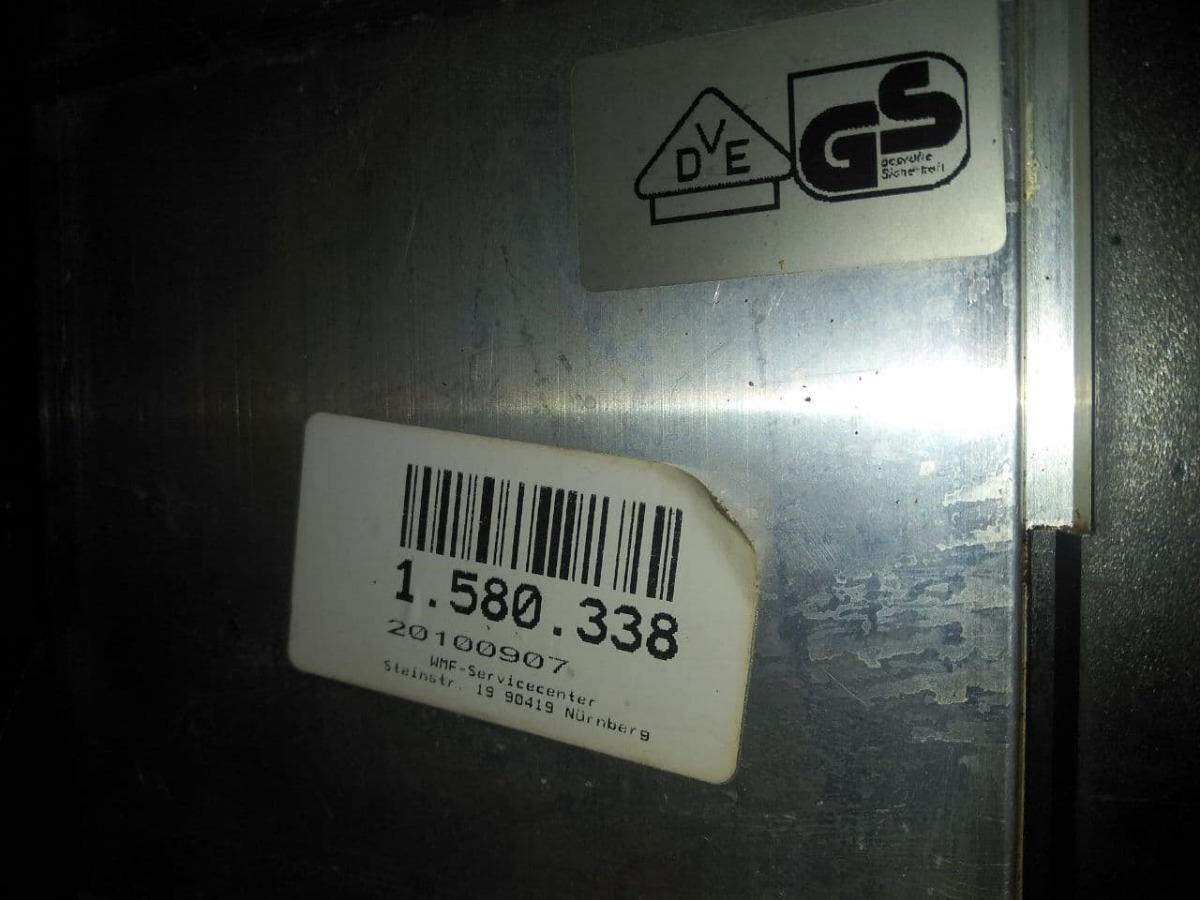 DVE
GS
geprüfte
Sicherheit
1.580.338
20100907
WMF-Servicecenter
Steinstr. 19 90419 Nürnberg